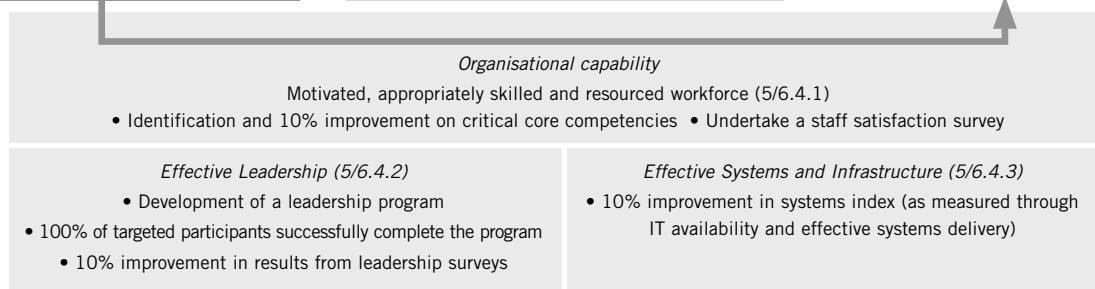 Organisational capability
Motivated, appropriately skilled and resourced workforce (5/6.4.1)
• Identification and 10% improvement on critical core competencies • Undertake a staff satisfaction survey
Effective Leadership (5/6.4.2)
• Development of a leadership program
• 100% of targeted participants successfully complete the program
• 10% improvement in results from leadership surveys
Effective Systems and Infrastructure (5/6.4.3)
• 10% improvement in systems index (as measured through
IT availability and effective systems delivery)